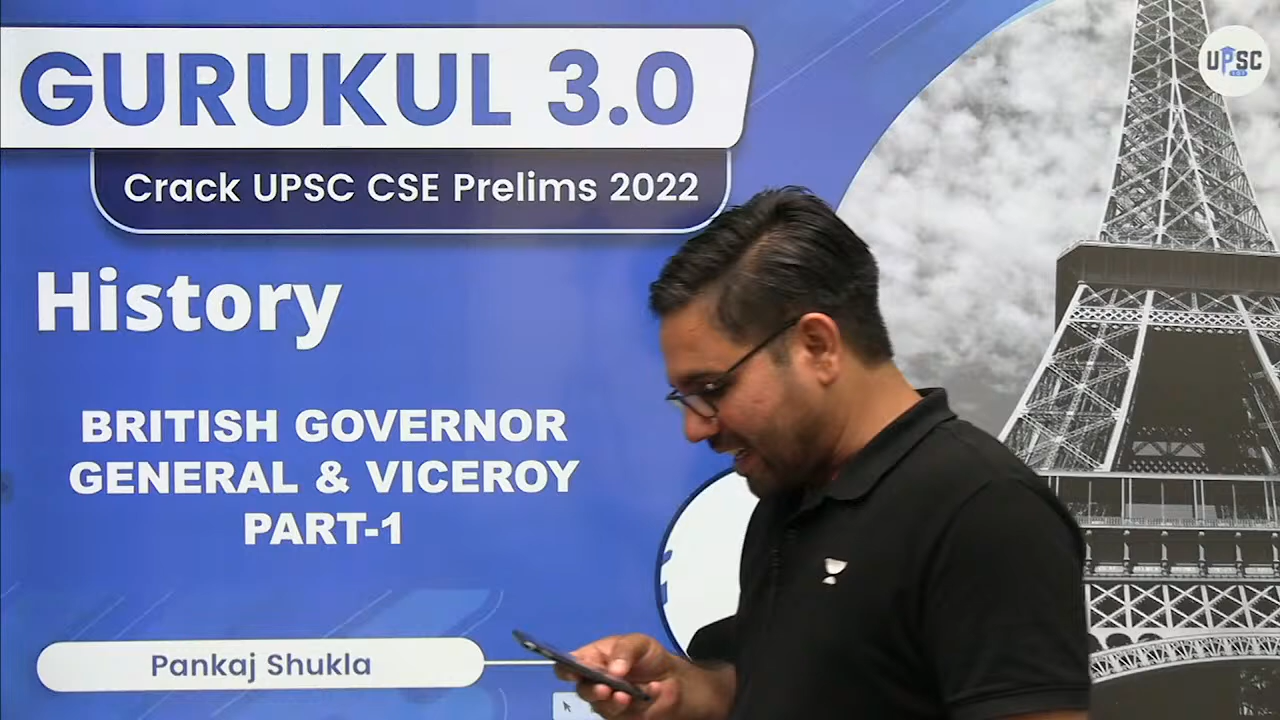 GURUKUL 3.0
UPSC
Crack UPSC CSE Prelims 2022
History
BRITISH GOVERNOR
GENERAL & VICEROY
PART-1
Pankaj Shukla